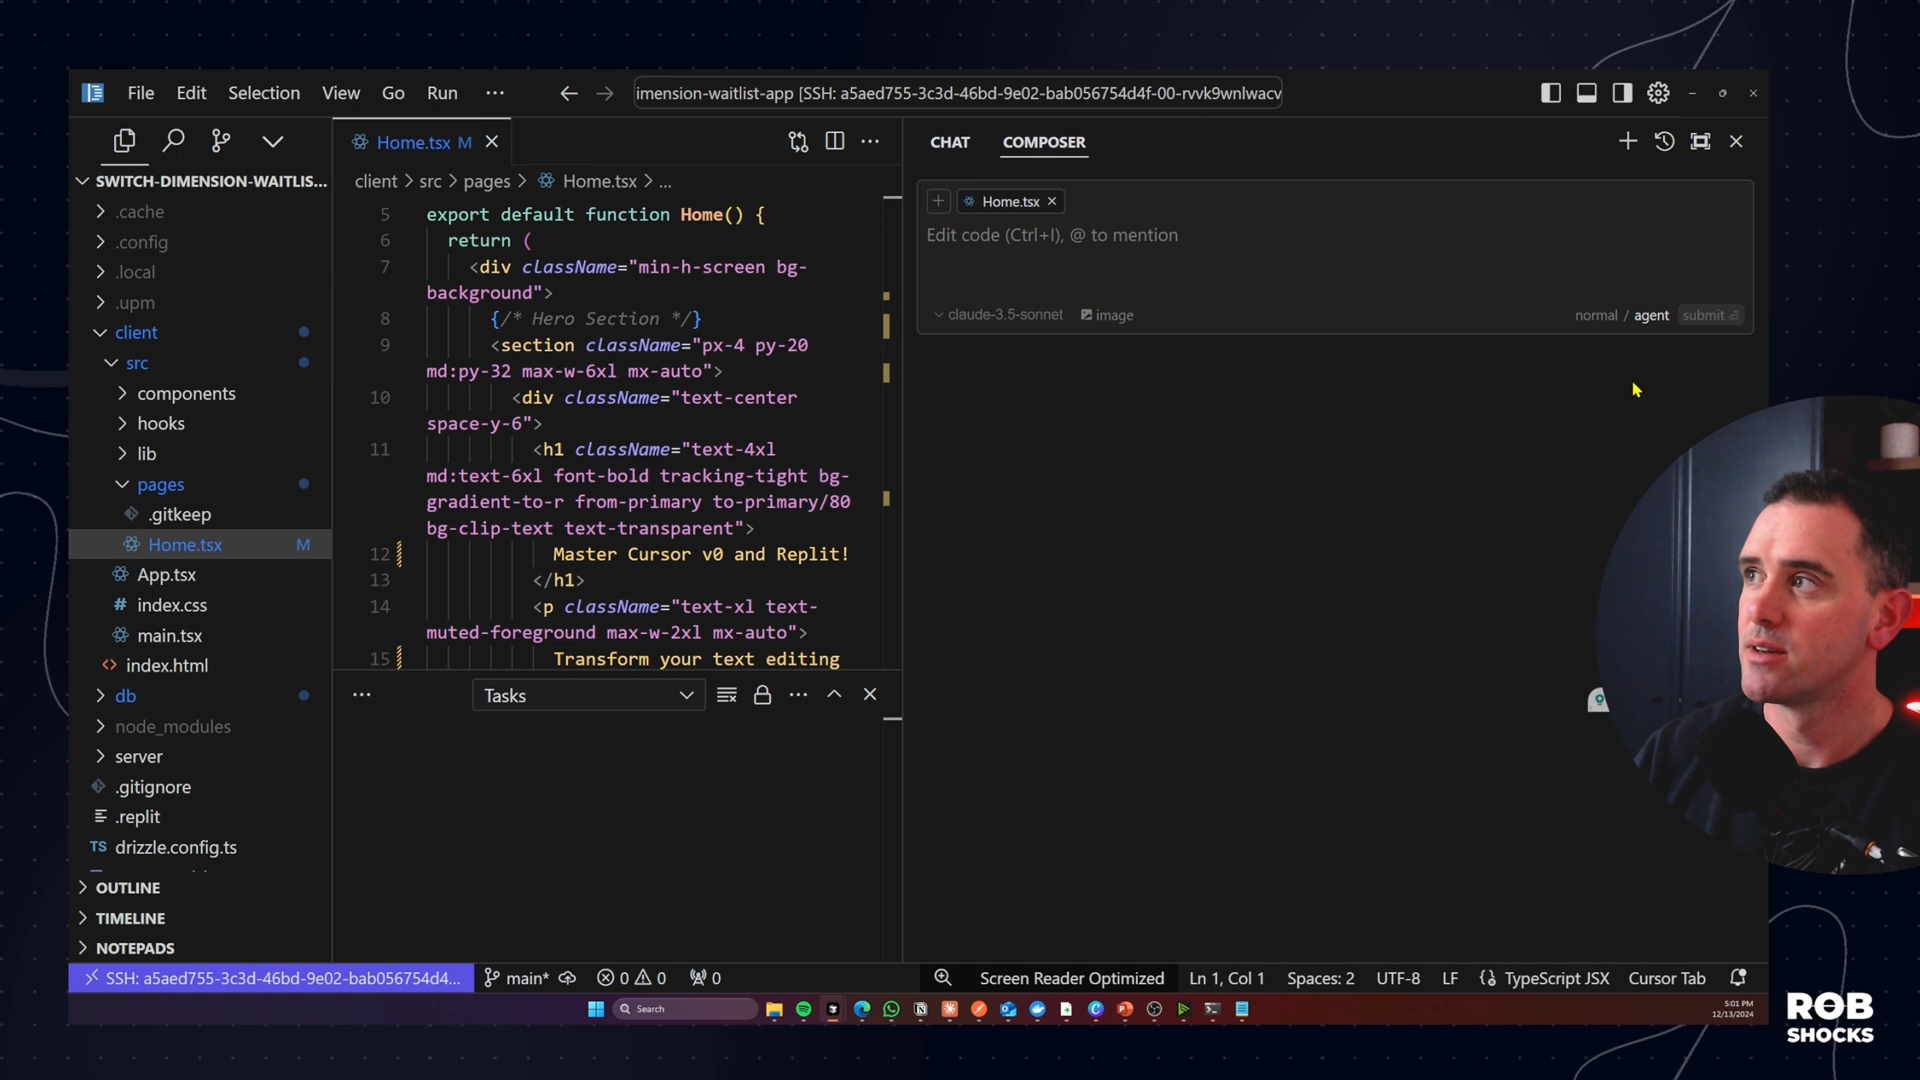 File Edit Selection View Go Run ...
imension-waitlist-app [SSH: a5aed755-3c3d-46bd-9e02-bab056754d4f-00-rvvk9wnlwacv
SWITCH-DIMENSION-WAITLIS...
.cache
.config
.local
.upm
client
src
components
hooks
lib
pages
.gitkeep
Home.tsx M
App.tsx
index.css
main.tsx
index.html
db
node_modules
server
.gitignore
.replit
TS drizzle.config.ts
OUTLINE
TIMELINE
NOTEPADS
Home.tsx M
client > src > pages > Home.tsx > ...
5 export default function Home() {
6 return (
7 <div className="min-h-screen bg-
background">
8 {/* Hero Section */}
9 <section className="px-4 py-20
md:py-32 max-w-6xl mx-auto">
10 <div className="text-center
space-y-6">
11 <h1 className="text-4xl
md:text-6xl font-bold tracking-tight bg-
gradient-to-r from-primary to-primary/80
bg-clip-text text-transparent">
12 Master Cursor v0 and Replit!
13 </h1>
14 <p className="text-xl text-
muted-foreground max-w-2xl mx-auto">
15 Transform your text editing
... Tasks
CHAT COMPOSER
+ Home.tsx
Edit code (Ctrl+I), @ to mention
claude-3.5-sonnet image
normal / agent submit
SSH: a5aed755-3c3d-46bd-9e02-bab056754d4...
main* 0 0 0
Screen Reader Optimized Ln 1, Col 1 Spaces: 2 UTF-8 LF {} TypeScript JSX Cursor Tab
Search
5:01 PM
12/13/2024
ROB
SHOCKS